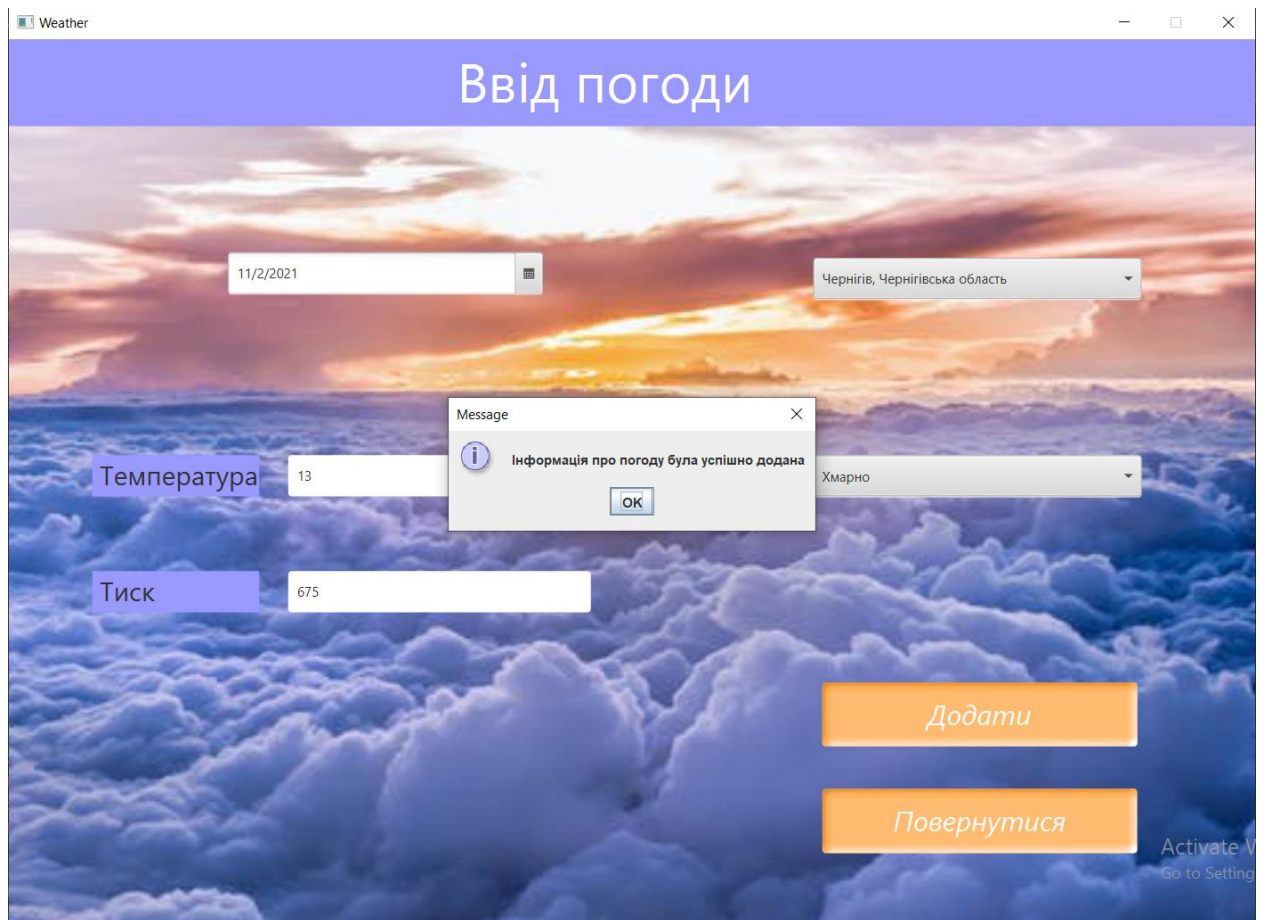 Weather
Ввід погоди
11/2/2021
Чернігів, Чернігівська область
Message
Інформація про погоду була успішно додана
OK
Температура
13
Хмарно
Тиск
675
Додати
Повернутися
Activate W
Go to Setting